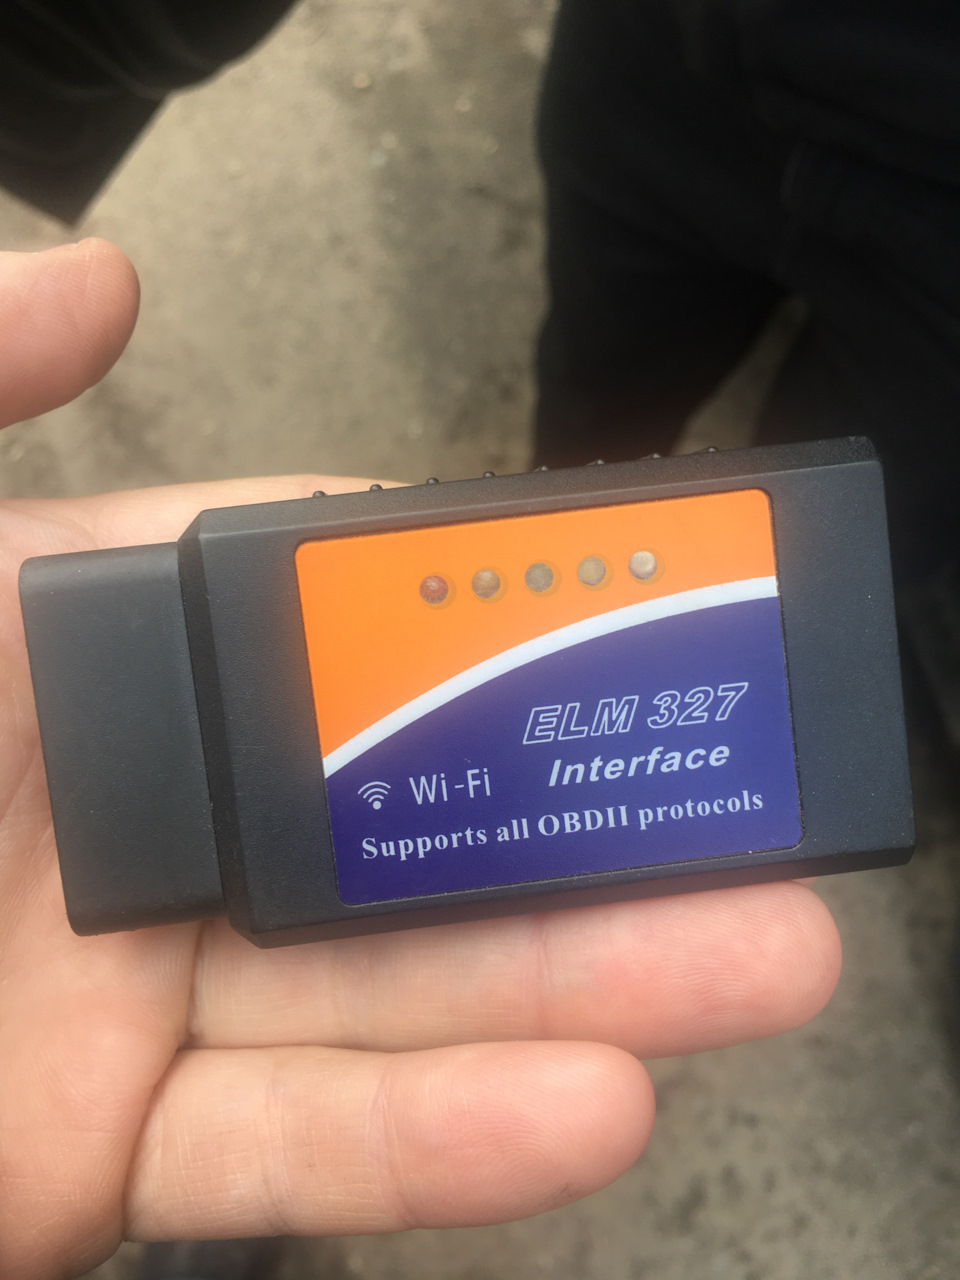 ELM 327
Interface
Wi-Fi
Supports all OBDII protocols